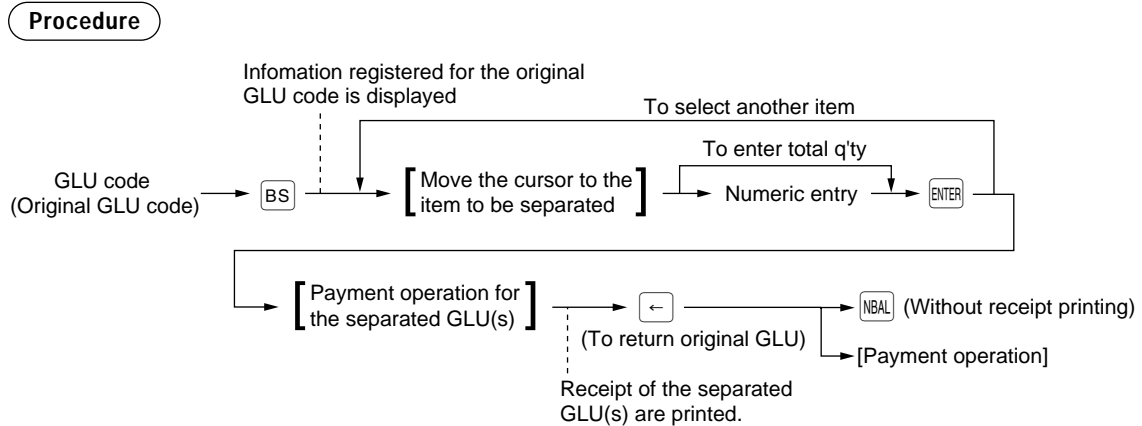 Procedure
Infomation registered for the original
GLU code is displayed
To select another item
To enter total q'ty
GLU code
(Original GLU code)
BS
[Move the cursor to the
item to be separated]
Numeric entry
ENTER
[Payment operation for
the separated GLU(s)]
←
(To return original GLU)
NBAL (Without receipt printing)
[Payment operation]
Receipt of the separated
GLU(s) are printed.